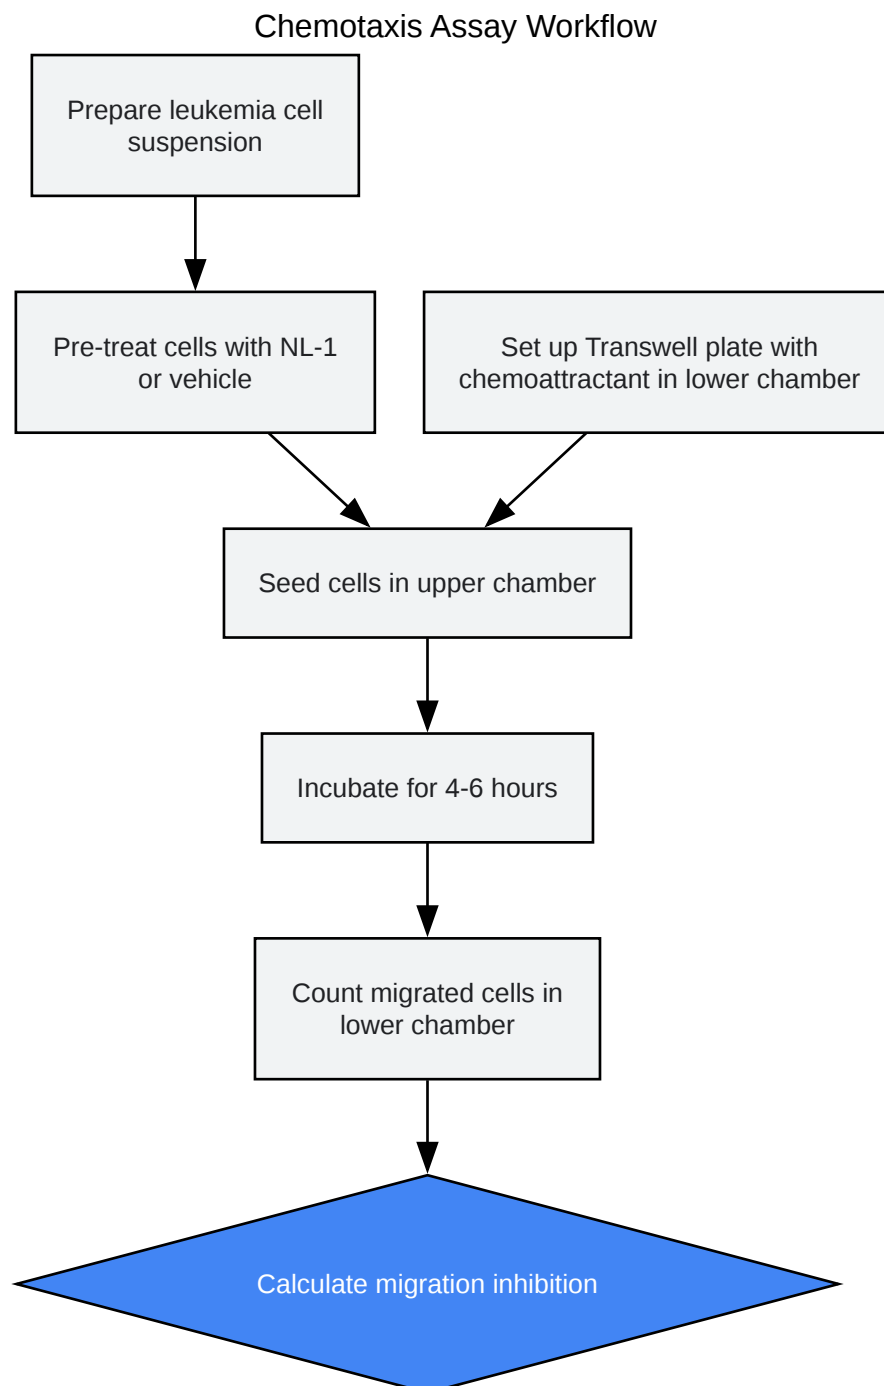 Chemotaxis Assay Workflow
Prepare leukemia cell
suspension
Pre-treat cells with NL-1
or vehicle
Set up Transwell plate with
chemoattractant in lower chamber
Seed cells in upper chamber
Incubate for 4-6 hours
Count migrated cells in
lower chamber
Calculate migration inhibition